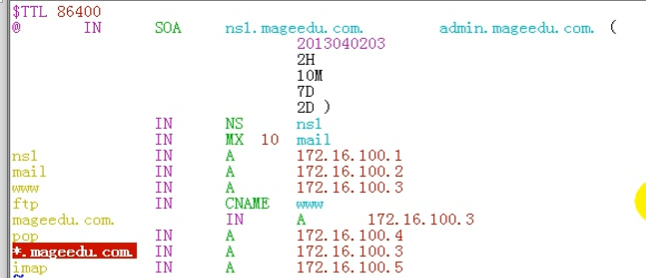 $TTL 86400
@ IN SOA ns1.mageedu.com. admin.mageedu.com. (
2013040203
2H
10M
7D
2D )
IN NS ns1
IN MX 10 mail
ns1 IN A 172.16.100.1
mail IN A 172.16.100.2
www IN A 172.16.100.3
ftp IN CNAME www
mageedu.com. IN A 172.16.100.3
pop IN A 172.16.100.4
*.mageedu.com. IN A 172.16.100.3
imap IN A 172.16.100.5